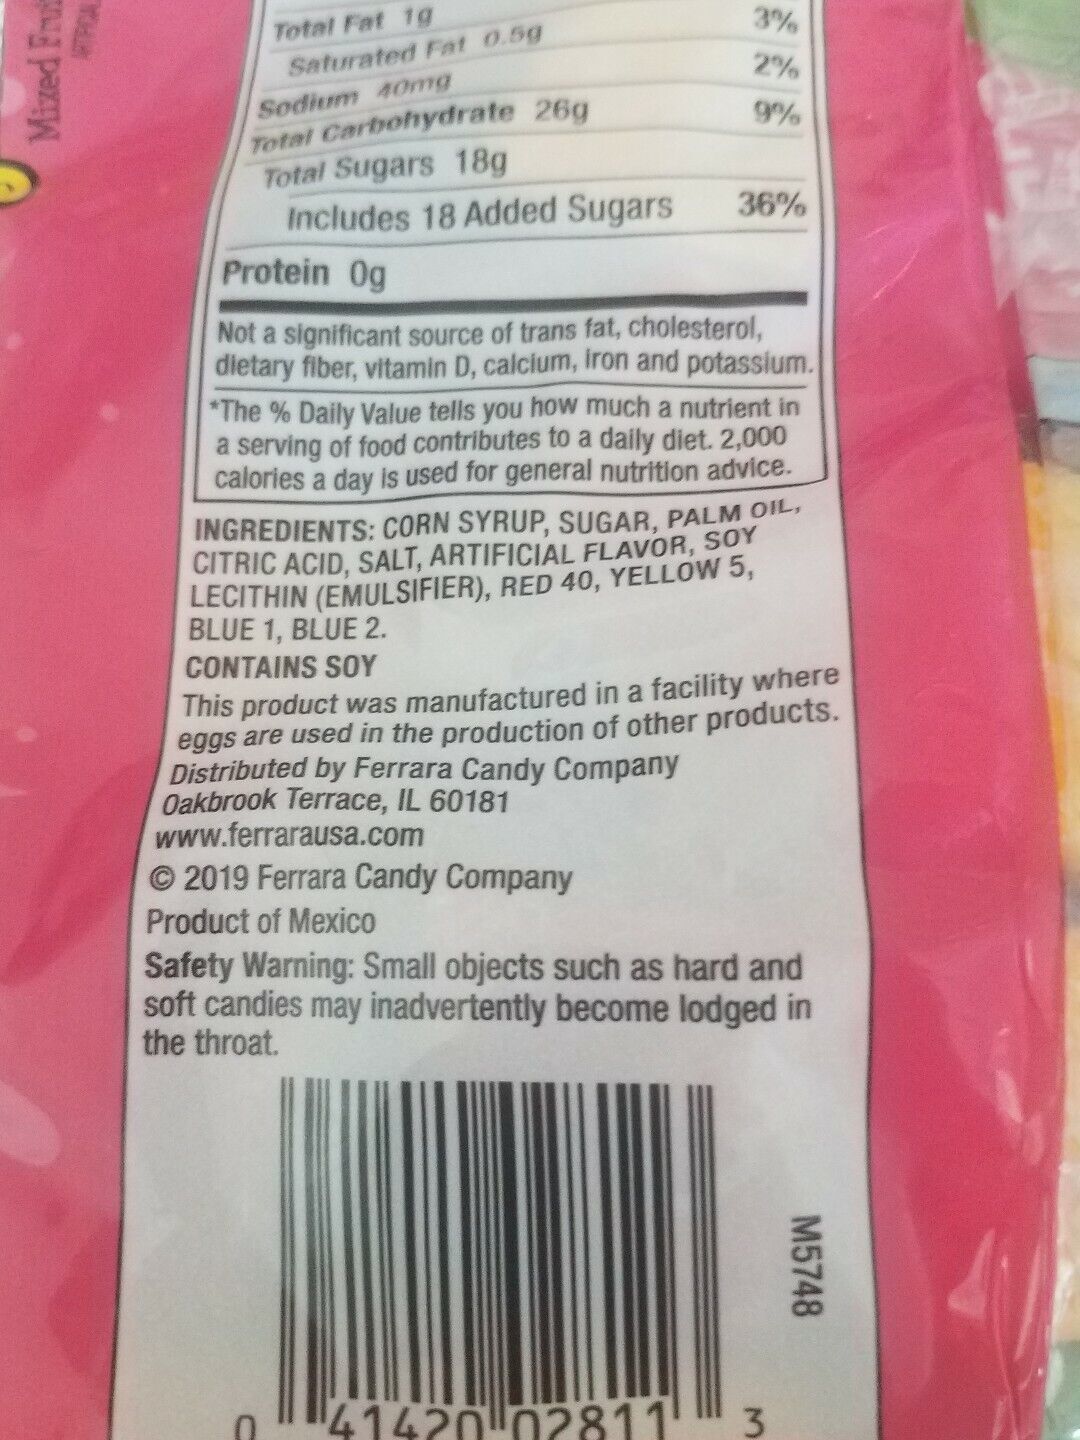 Mixed Fru
Total Fat 1g
Saturated Fat 0.5g 3%
Sodium 40mg 2%
Total Carbohydrate 26g 9%
Total Sugars 18g
Includes 18 Added Sugars 36%
Protein 0g
Not a significant source of trans fat, cholesterol,
dietary fiber, vitamin D, calcium, iron and potassium.
*The % Daily Value tells you how much a nutrient in
a serving of food contributes to a daily diet. 2,000
calories a day is used for general nutrition advice.
INGREDIENTS: CORN SYRUP, SUGAR, PALM OIL,
CITRIC ACID, SALT, ARTIFICIAL FLAVOR, SOY
LECITHIN (EMULSIFIER), RED 40, YELLOW 5,
BLUE 1, BLUE 2.
CONTAINS SOY
This product was manufactured in a facility where
eggs are used in the production of other products.
Distributed by Ferrara Candy Company
Oakbrook Terrace, IL 60181
www.ferrarausa.com
© 2019 Ferrara Candy Company
Product of Mexico
Safety Warning: Small objects such as hard and
soft candies may inadvertently become lodged in
the throat.
M5748
0 41420 02811 3